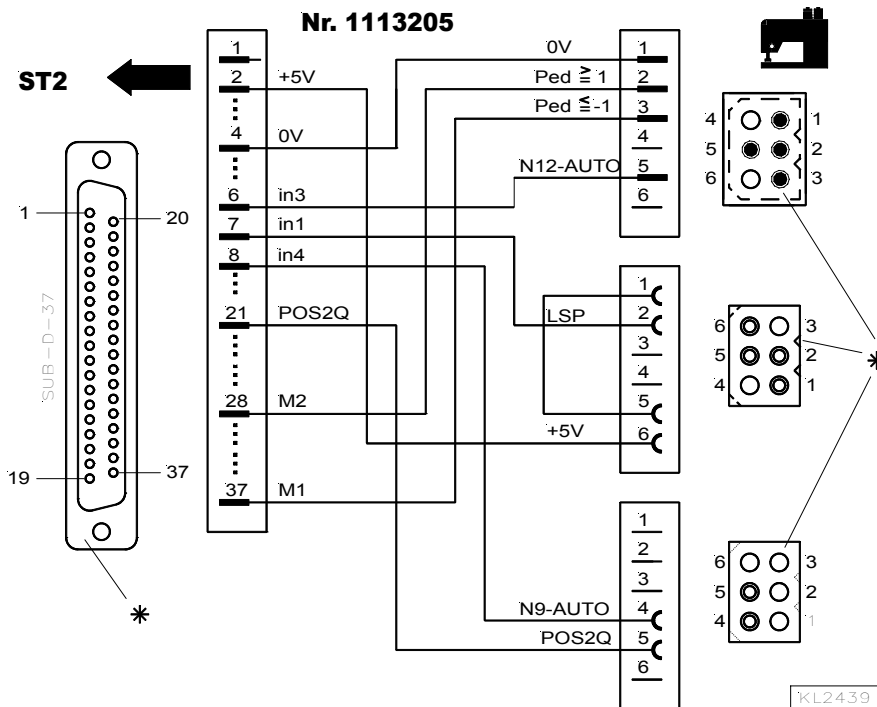 Nr. 1113205
ST2
1
2 +5V
4 0V
6 in3
7 in1
8 in4
21 POS2Q
28 M2
37 M1
1
20
SUB-D-37
19
37
0V 1
Ped ≧ 1 2
Ped ≦ -1 3
4
N12-AUTO 5
6
1
LSP 2
3
4
5
+5V 6
1
2
3
N9-AUTO 4
POS2Q 5
6
4 1
5 2
6 3
6 3
5 2
4 1
6 3
5 2
4 1
*
*
KL2439